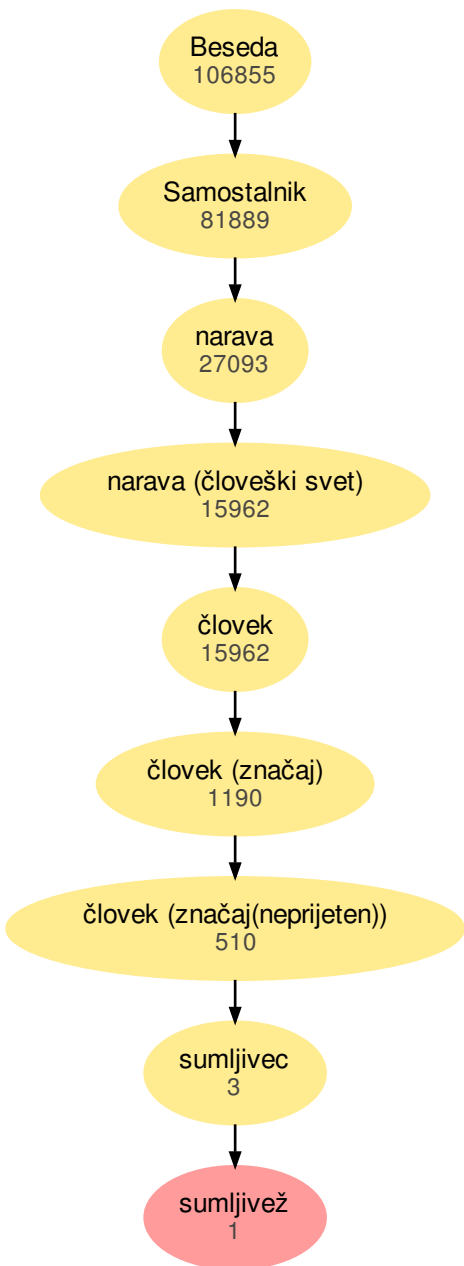 Beseda
106855
Samostalnik
81889
narava
27093
narava (človeški svet)
15962
človek
15962
človek (značaj)
1190
človek (značaj(neprijeten))
510
sumljivec
3
sumljivež
1